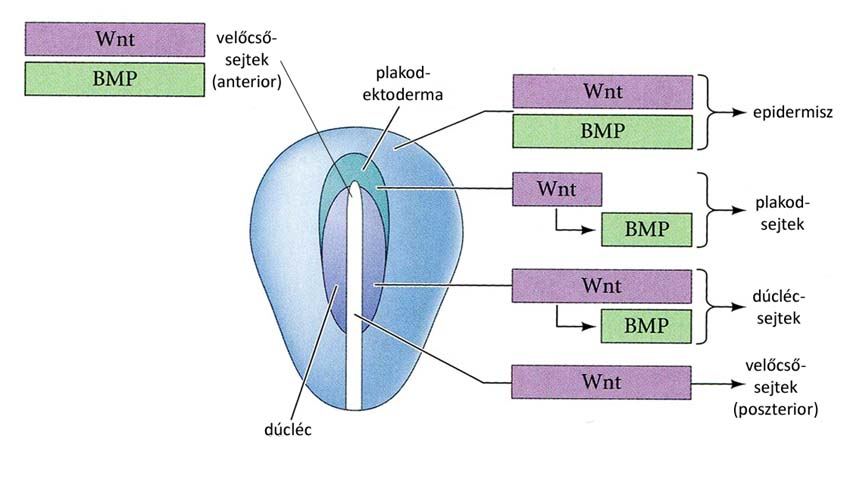 Wnt
BMP
velőcső-
sejtek
(anterior)
plakod-
ektoderma
Wnt
BMP
epidermisz
Wnt
BMP
plakod-
sejtek
Wnt
BMP
dúcléc-
sejtek
Wnt
velőcső-
sejtek
(poszterior)
dúcléc